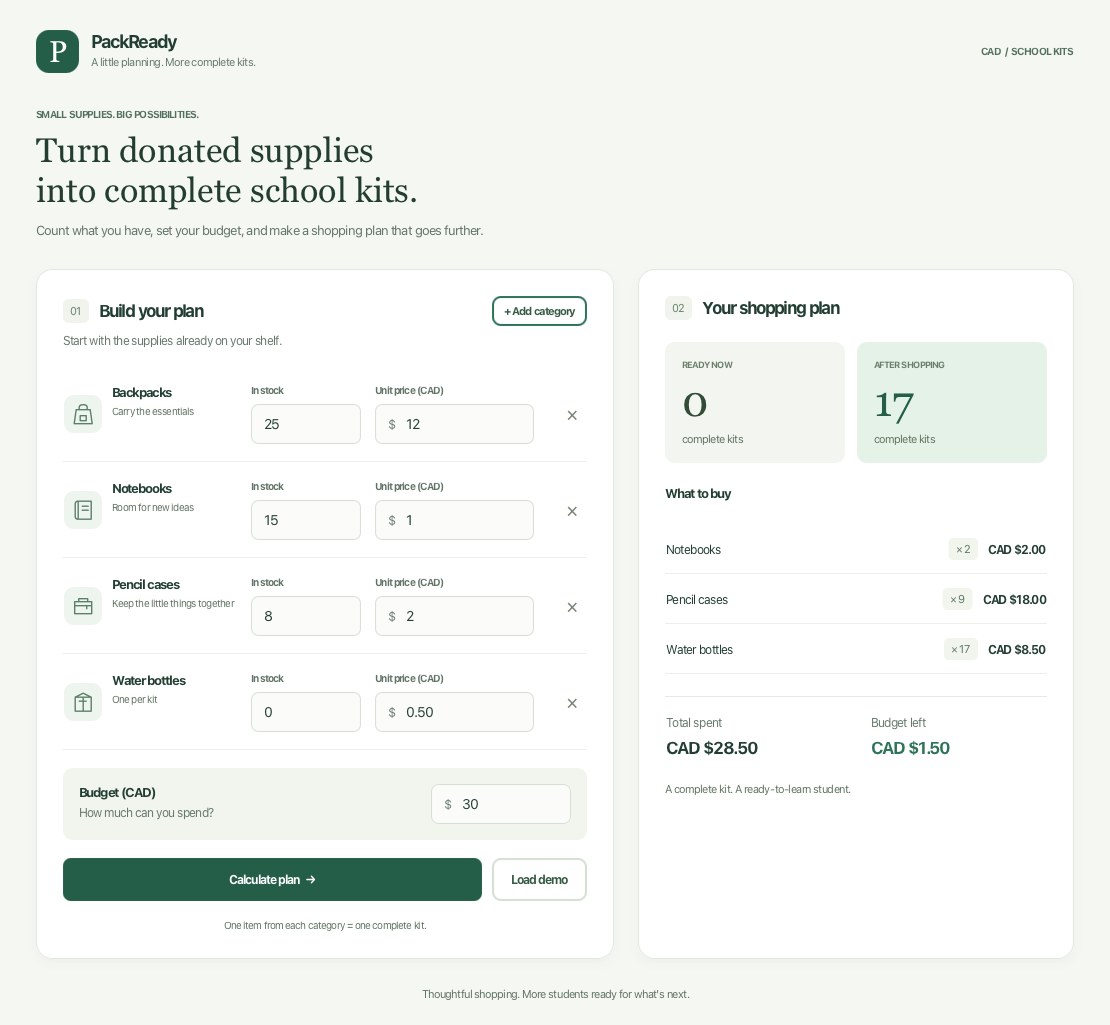 P
PackReady
A little planning. More complete kits.
CAD / SCHOOL KITS
SMALL SUPPLIES. BIG POSSIBILITIES.
Turn donated supplies
into complete school kits.
Count what you have, set your budget, and make a shopping plan that goes further.
01 Build your plan
+ Add category
Start with the supplies already on your shelf.
Backpacks
Carry the essentials
In stock
25
Unit price (CAD)
$ 12
×
Notebooks
Room for new ideas
In stock
15
Unit price (CAD)
$ 1
×
Pencil cases
Keep the little things together
In stock
8
Unit price (CAD)
$ 2
×
Water bottles
One per kit
In stock
0
Unit price (CAD)
$ 0.50
×
Budget (CAD)
How much can you spend?
$ 30
Calculate plan →
Load demo
One item from each category = one complete kit.
02 Your shopping plan
READY NOW
0
complete kits
AFTER SHOPPING
17
complete kits
What to buy
Notebooks ×2 CAD $2.00
Pencil cases ×9 CAD $18.00
Water bottles ×17 CAD $8.50
Total spent
CAD $28.50
Budget left
CAD $1.50
A complete kit. A ready-to-learn student.
Thoughtful shopping. More students ready for what's next.